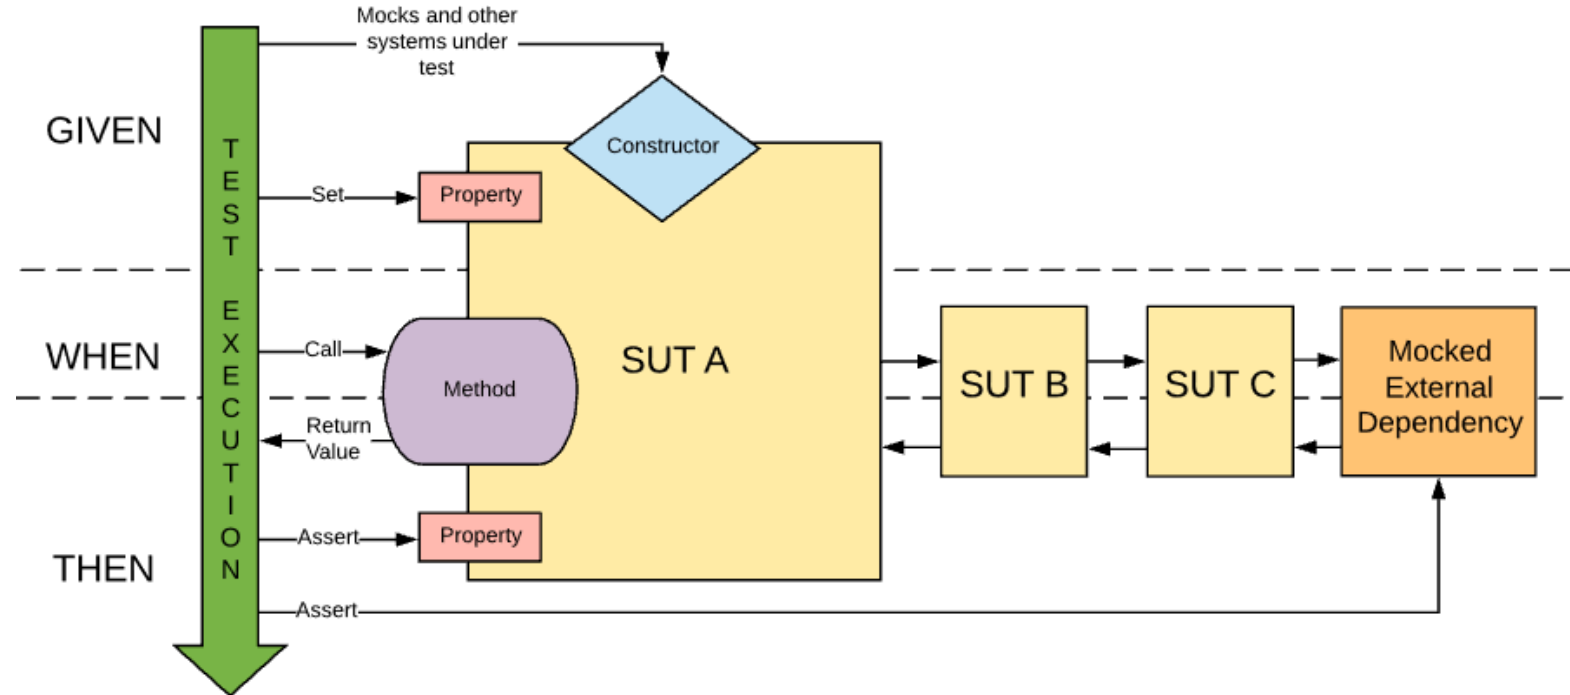 Mocks and other
systems under
test
GIVEN
TEST EXECUTION
Constructor
Set
Property
WHEN
Call
Method
SUT A
SUT B
SUT C
Mocked
External
Dependency
Return
Value
THEN
Assert
Property
Assert